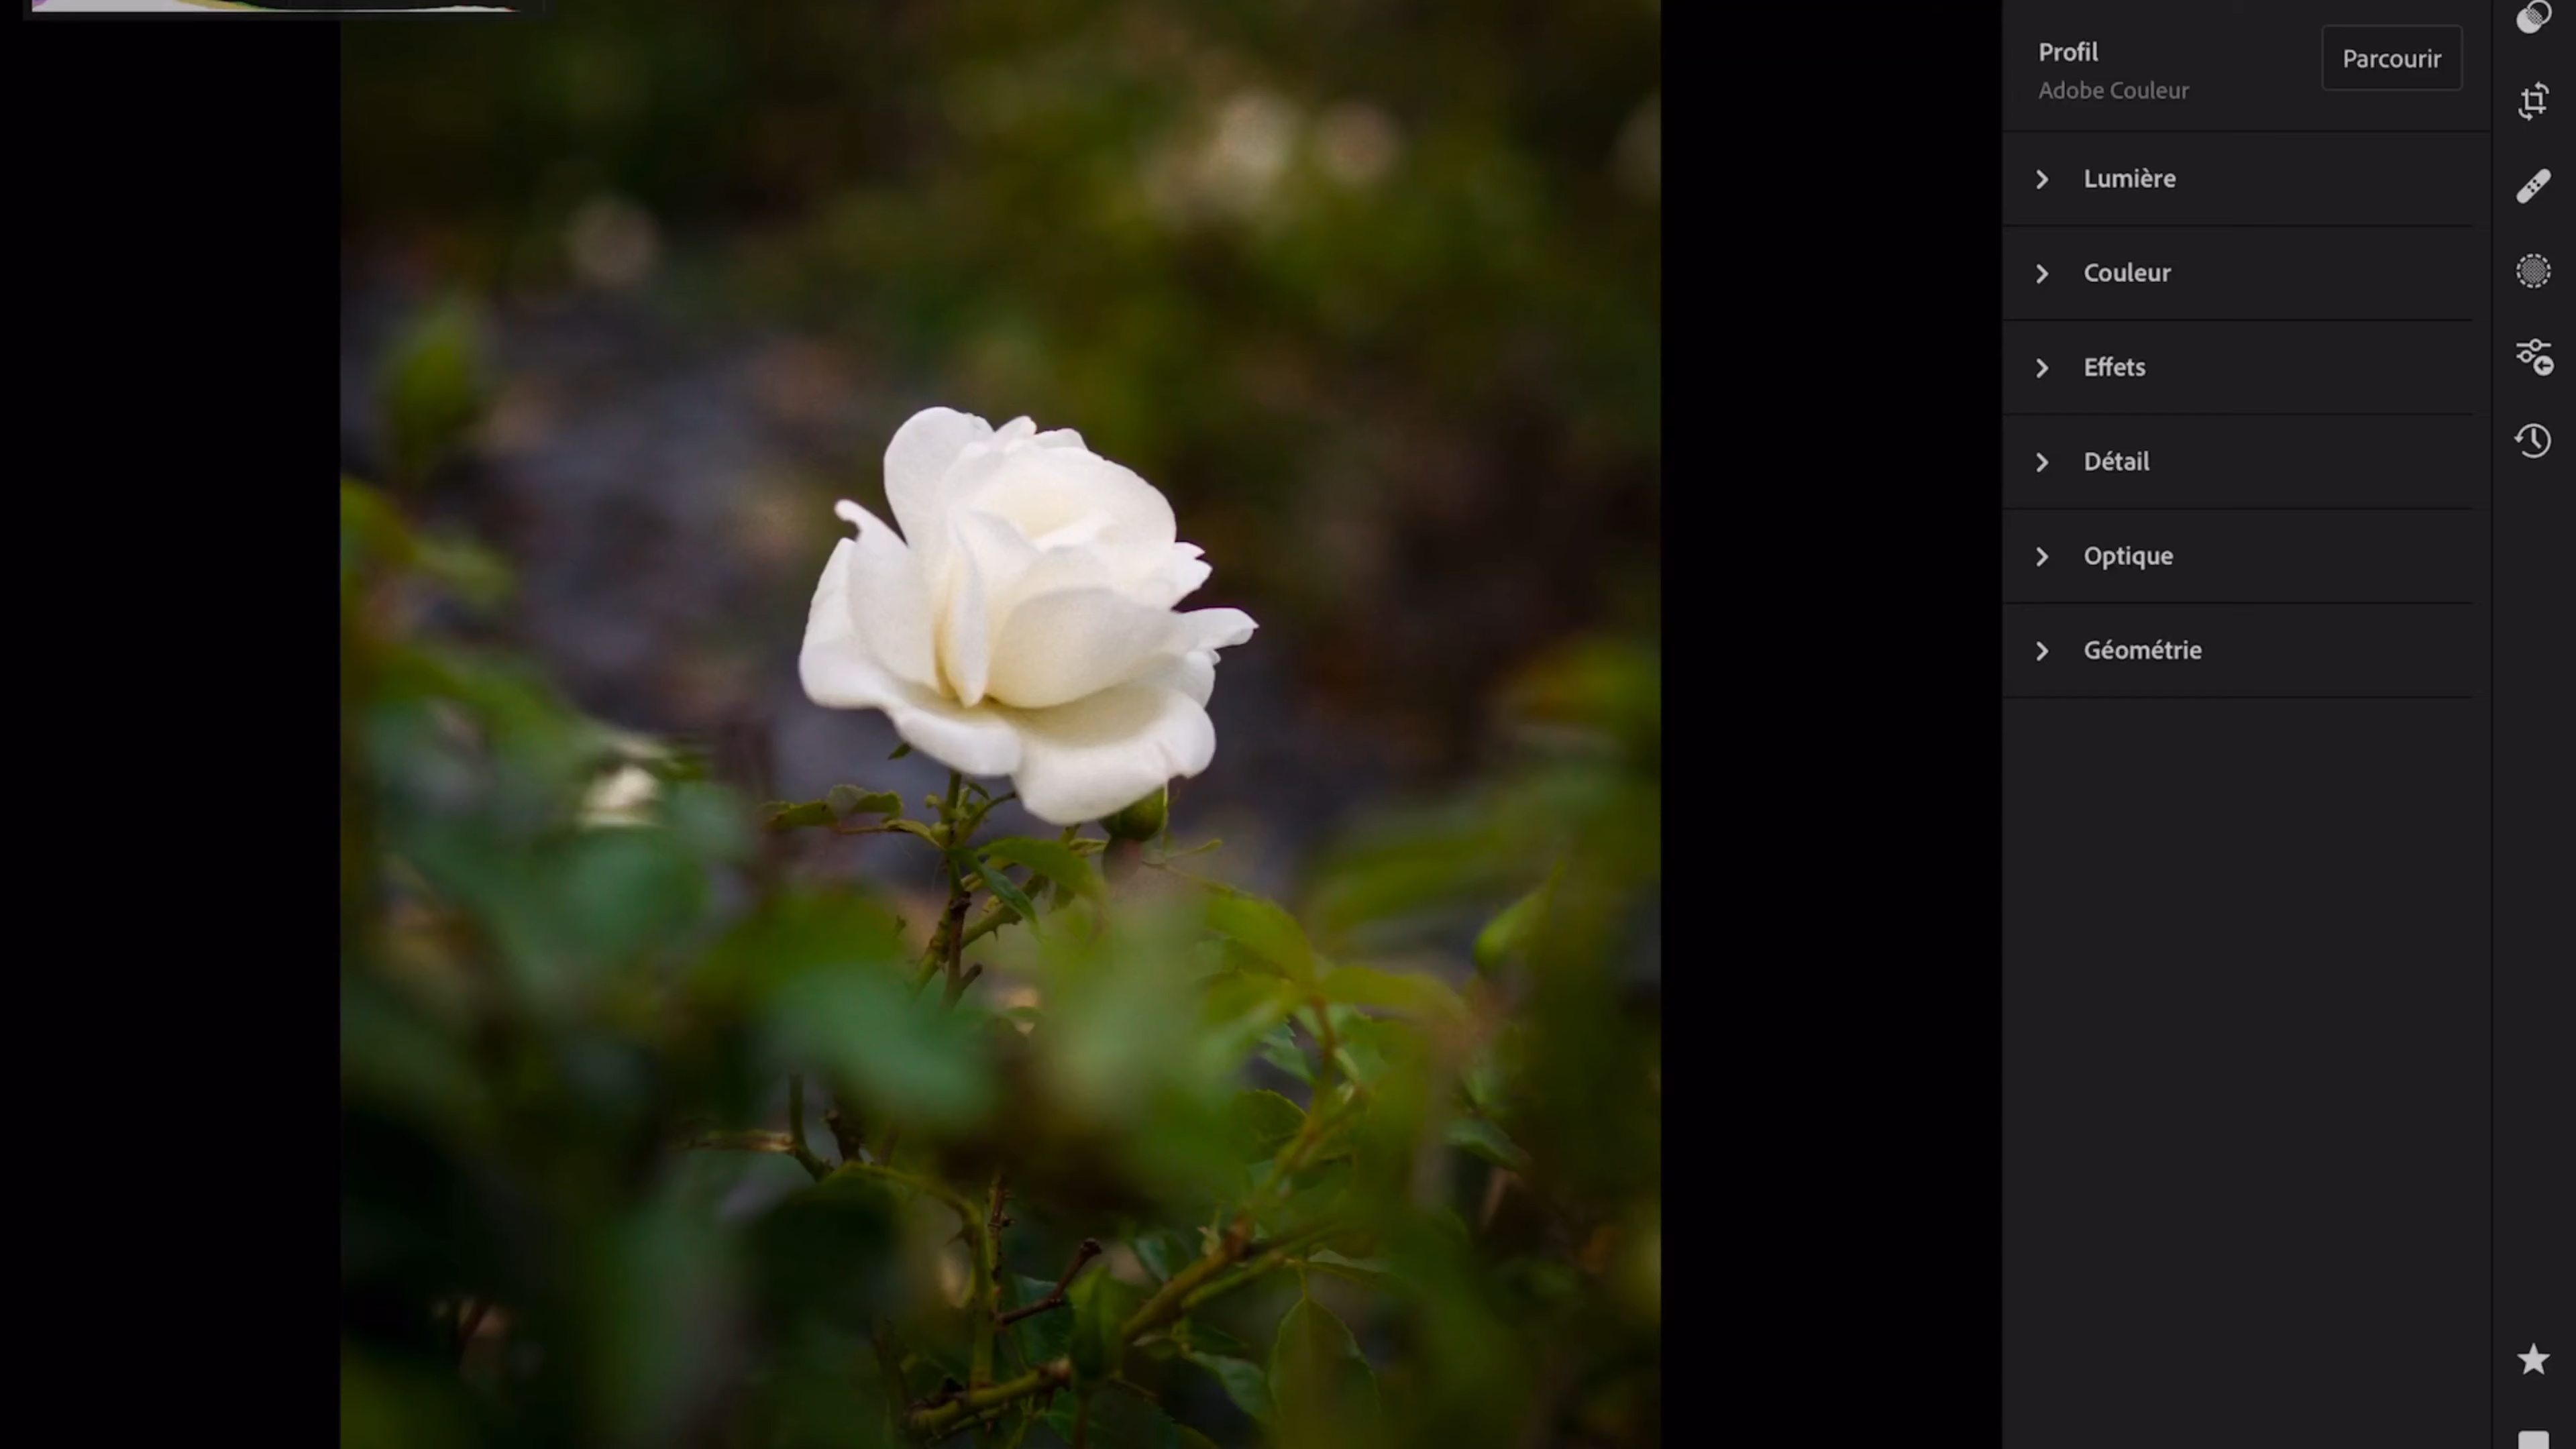 Profil
Parcourir
Adobe Couleur
Lumière
Couleur
Effets
Détail
Optique
Géométrie